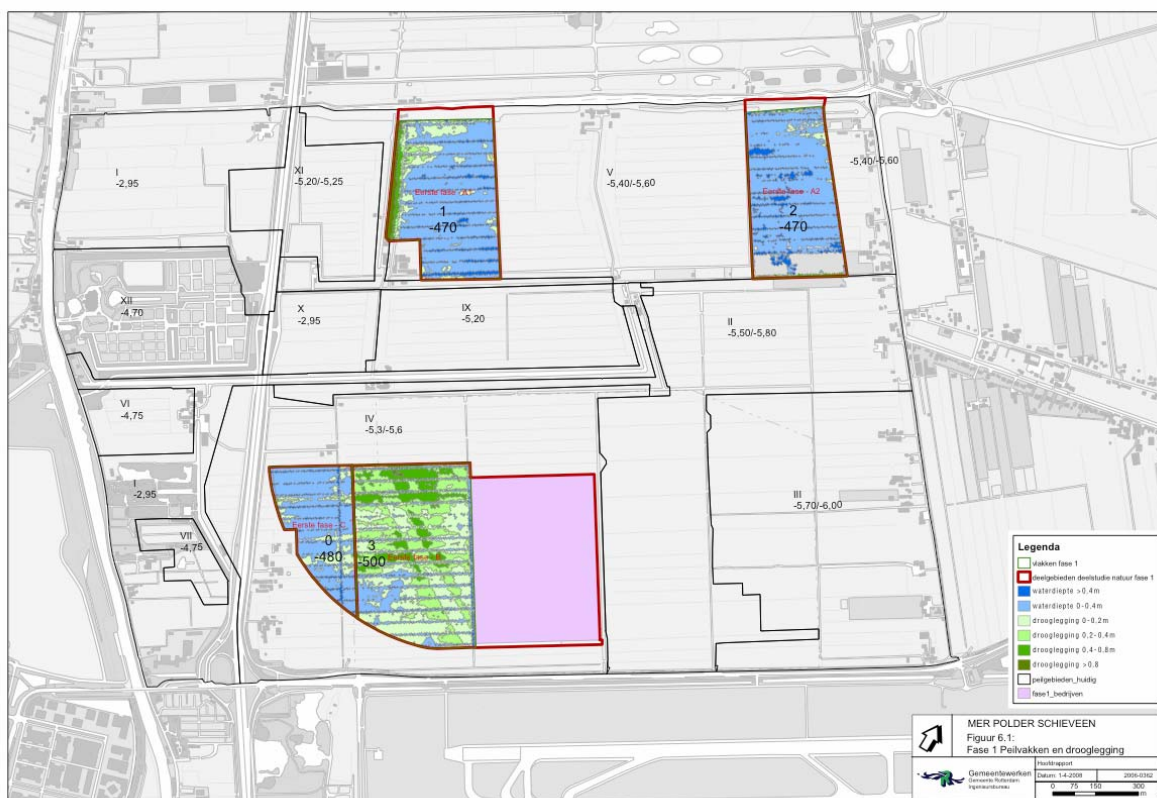 I
-2,95
XI
-5,20/-5,25
Eerste fase - A1
1
-470
V
-5,40/-5,60
Eerste fase - A2
2
-470
-5,40/-5,60
XII
-4,70
X
-2,95
IX
-5,20
II
-5,50/-5,80
VI
-4,75
IV
-5,3/-5,6
I
-2,95
VII
-4,75
Eerste fase - C
0
-480
3
-500
Eerste fase - B
III
-5,70/-6,00
Legenda
vlakken fase 1
deelgebieden deelstudie natuur fase 1
waterdiepte >0,4m
waterdiepte 0-0,4m
drooglegging 0-0,2m
drooglegging 0,2-0,4m
drooglegging 0,4-0,8m
drooglegging >0,8
peilgebieden_huidig
fase1_bedrijven
MER POLDER SCHIEVEEN
Figuur 6.1:
Fase 1 Peilvakken en drooglegging
Gemeentewerken
Gemeente Rotterdam
Ingenieursbureau
Hoofdrapport
Datum: 1-4-2008
2006-0362
0 75 150 300
m